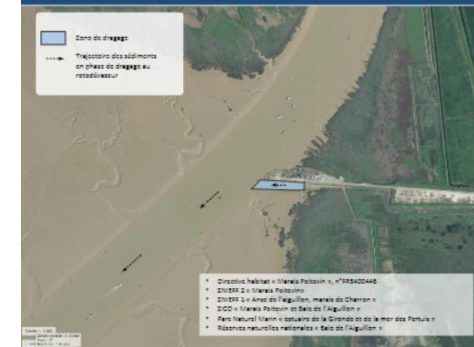 Zone de dragage
Trajectoire des sédiments
en phase de dragage au
rotodévaseur
• Directive habitat « Marais Poitevin », n°FR5400446
• ZNIEFF 2 « Marais Poitevin»
• ZNIEFF 1 « Anse de l'aiguillon, marais de Charron »
• ZICO « Marais Poitevin et Baie de l'Aiguillon »
• Parc Naturel Marin « estuaire de la Gironde et de la mer des Pertuis »
• Réserves naturelles nationales « Baie de l'Aiguillon »